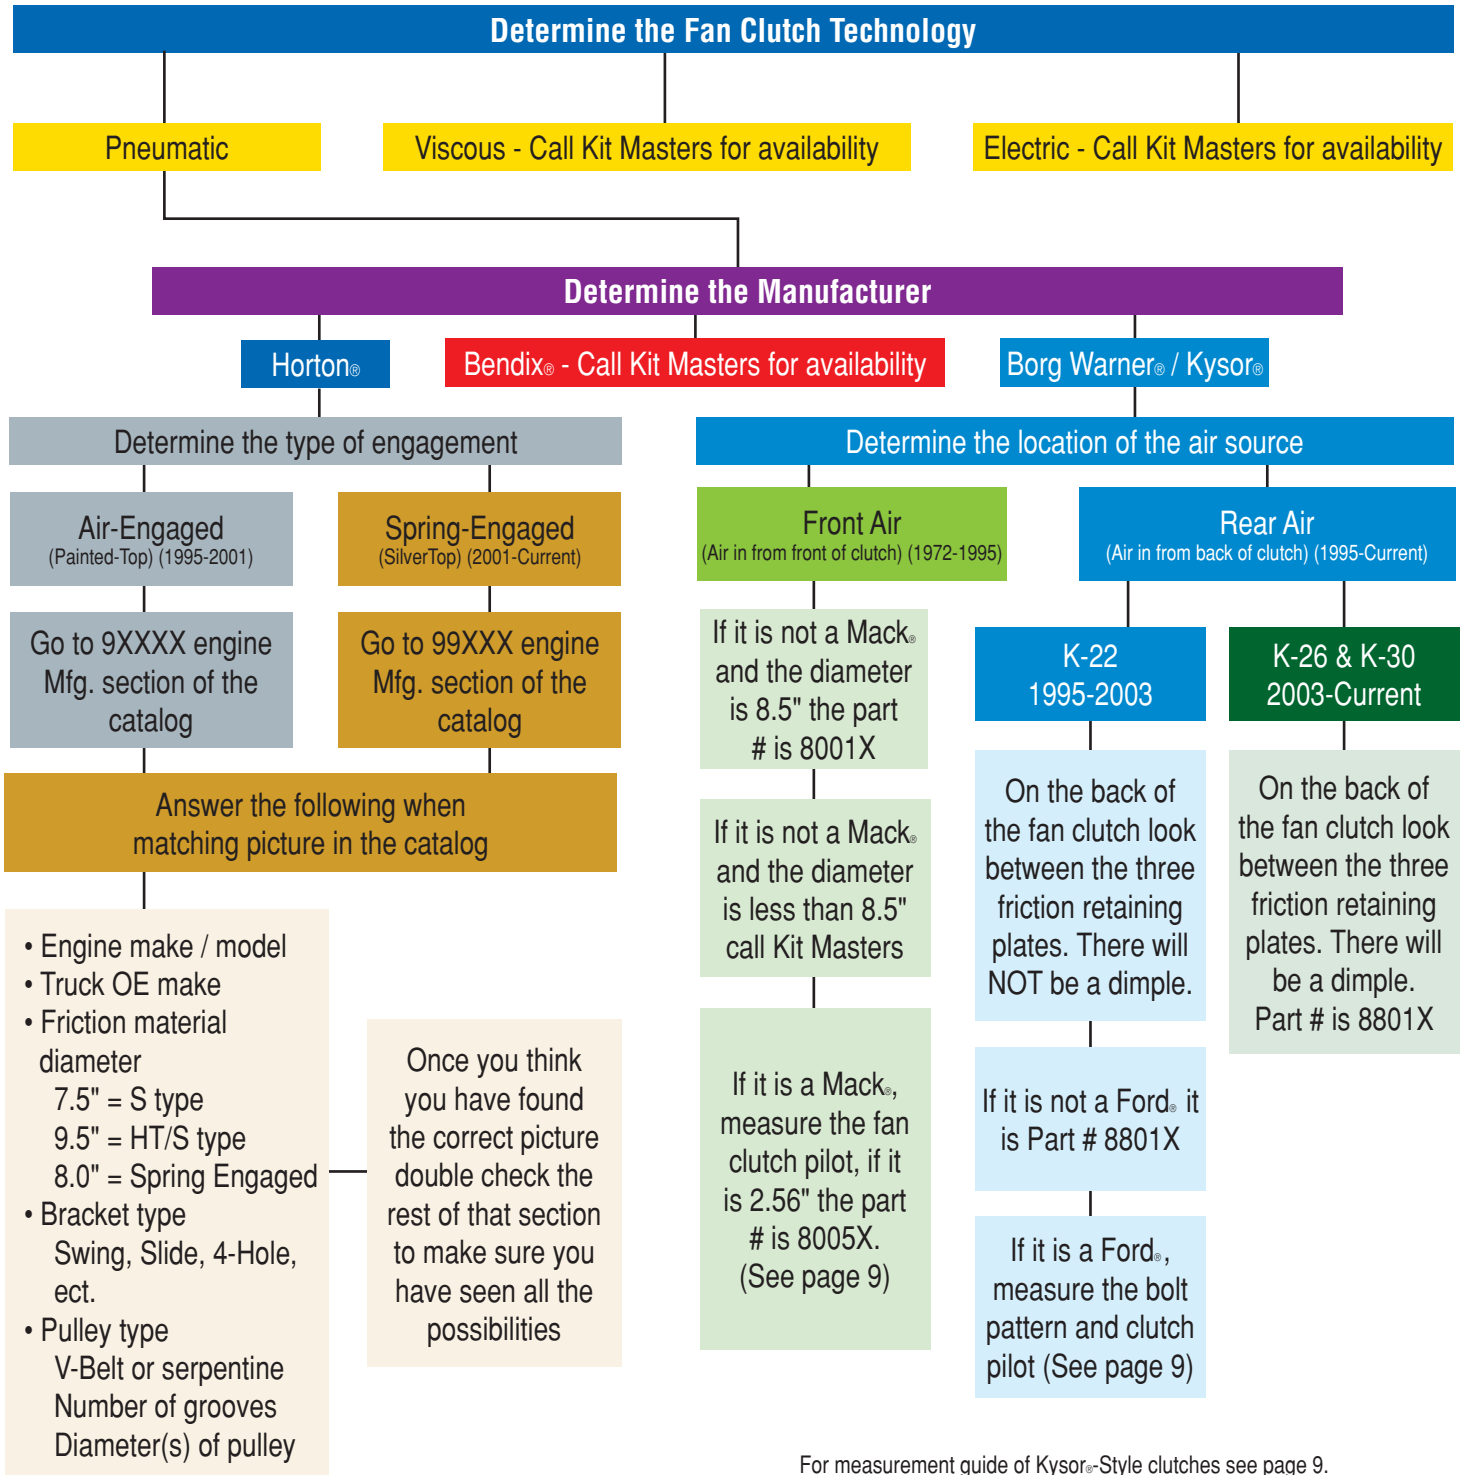 Determine the Fan Clutch Technology
Pneumatic
Viscous - Call Kit Masters for availability
Electric - Call Kit Masters for availability
Determine the Manufacturer
Horton®
Bendix® - Call Kit Masters for availability
Borg Warner® / Kysor®
Determine the type of engagement
Air-Engaged
(Painted-Top) (1995-2001)
Spring-Engaged
(SilverTop) (2001-Current)
Go to 9XXXX engine
Mfg. section of the
catalog
Go to 99XXX engine
Mfg. section of the
catalog
Answer the following when
matching picture in the catalog
• Engine make / model
• Truck OE make
• Friction material
diameter
7.5" = S type
9.5" = HT/S type
8.0" = Spring Engaged
• Bracket type
Swing, Slide, 4-Hole,
ect.
• Pulley type
V-Belt or serpentine
Number of grooves
Diameter(s) of pulley
Once you think
you have found
the correct picture
double check the
rest of that section
to make sure you
have seen all the
possibilities
Determine the location of the air source
Front Air
(Air in from front of clutch) (1972-1995)
If it is not a Mack®
and the diameter
is 8.5" the part
# is 8001X
If it is not a Mack®
and the diameter
is less than 8.5"
call Kit Masters
If it is a Mack®,
measure the fan
clutch pilot, if it
is 2.56" the part
# is 8005X.
(See page 9)
Rear Air
(Air in from back of clutch) (1995-Current)
K-22
1995-2003
On the back of
the fan clutch look
between the three
friction retaining
plates. There will
NOT be a dimple.
If it is not a Ford® it
is Part # 8801X
If it is a Ford®,
measure the bolt
pattern and clutch
pilot (See page 9)
K-26 & K-30
2003-Current
On the back of
the fan clutch look
between the three
friction retaining
plates. There will
be a dimple.
Part # is 8801X
For measurement guide of Kysor®-Style clutches see page 9.